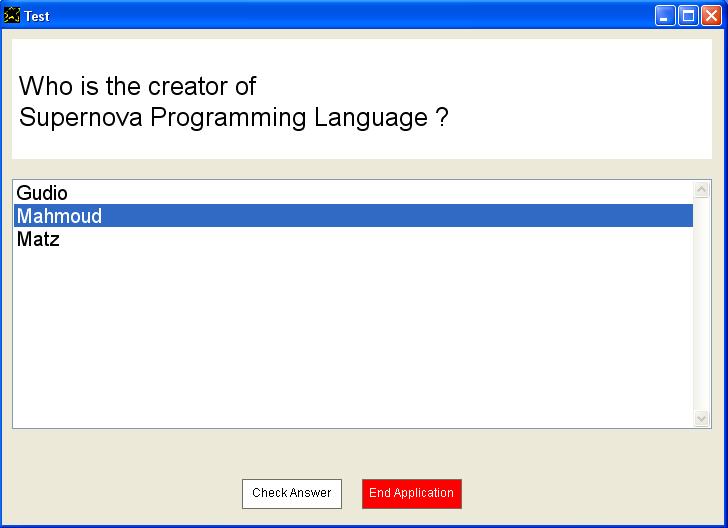 Test
Who is the creator of
Supernova Programming Language ?
Gudio
Mahmoud
Matz
Check Answer
End Application